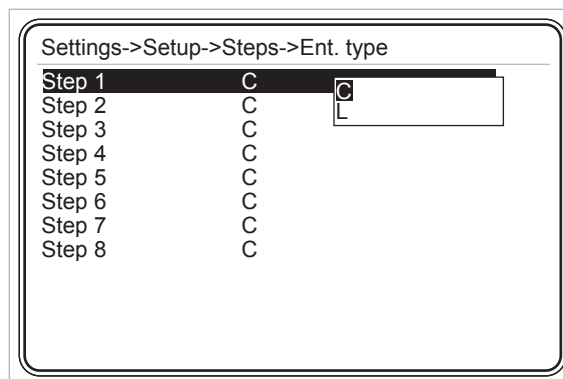 Settings->Setup->Steps->Ent. type
Step 1 C
C
Step 2 C
L
Step 3 C
Step 4 C
Step 5 C
Step 6 C
Step 7 C
Step 8 C